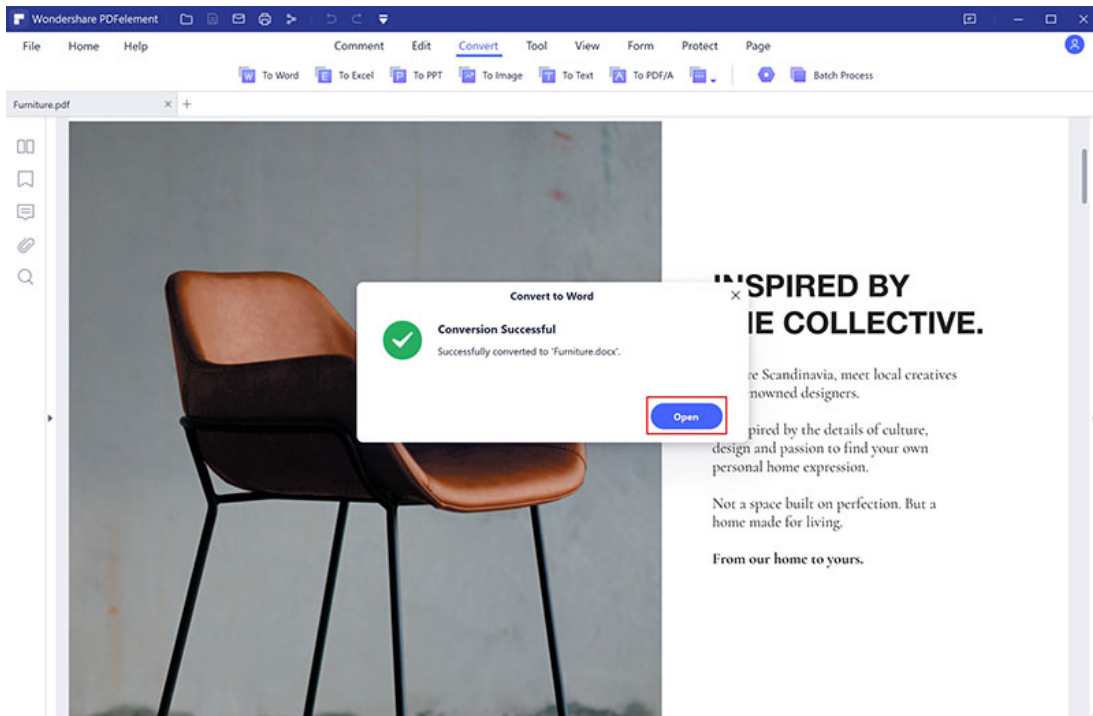 Wondershare PDFelement
File Home Help Comment Edit Convert Tool View Form Protect Page
To Word To Excel To PPT To Image To Text To PDF/A Batch Process
Furniture.pdf
INSPIRED BY
COLLECTIVE.
Convert to Word
Conversion Successful
Successfully converted to 'Furniture.docx'.
Open
Scandinavia, meet local creatives
designers.
by the details of culture,
design and passion to find your own
personal home expression.
Not a space built on perfection. But a
home made for living.
From our home to yours.